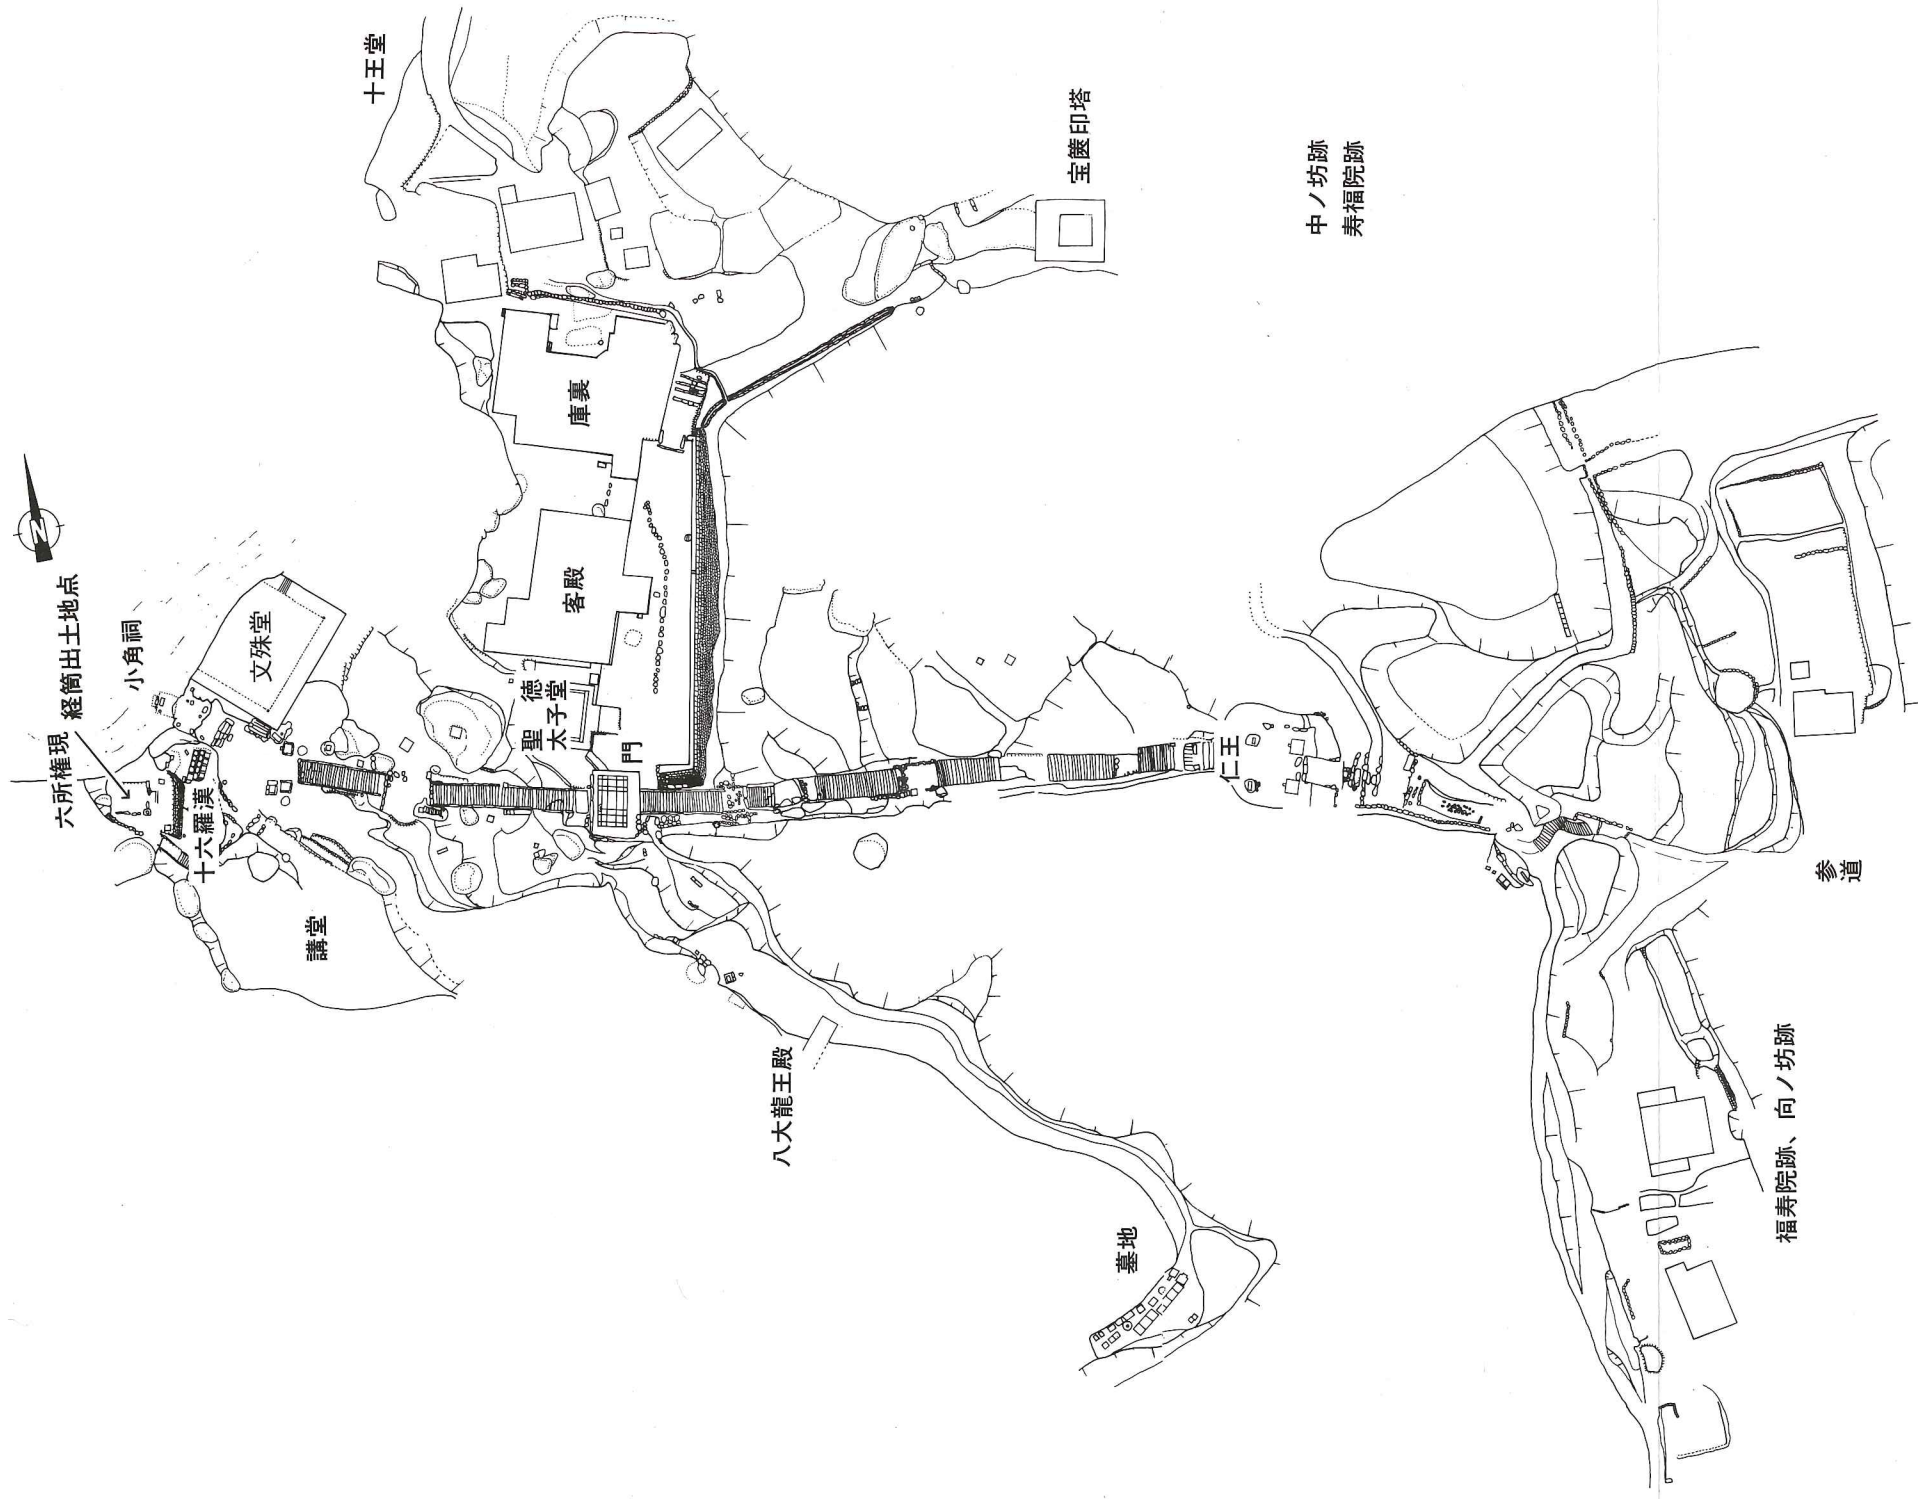 十王堂
宝篋印塔
中ノ坊跡
寿福院跡
庫裏
客殿
N
経筒出土地点
小角祠
文殊堂
六所権現
十六羅漢
聖徳
太子堂
門
仁王
講堂
参道
八大龍王殿
福寿院跡、向ノ坊跡
墓地